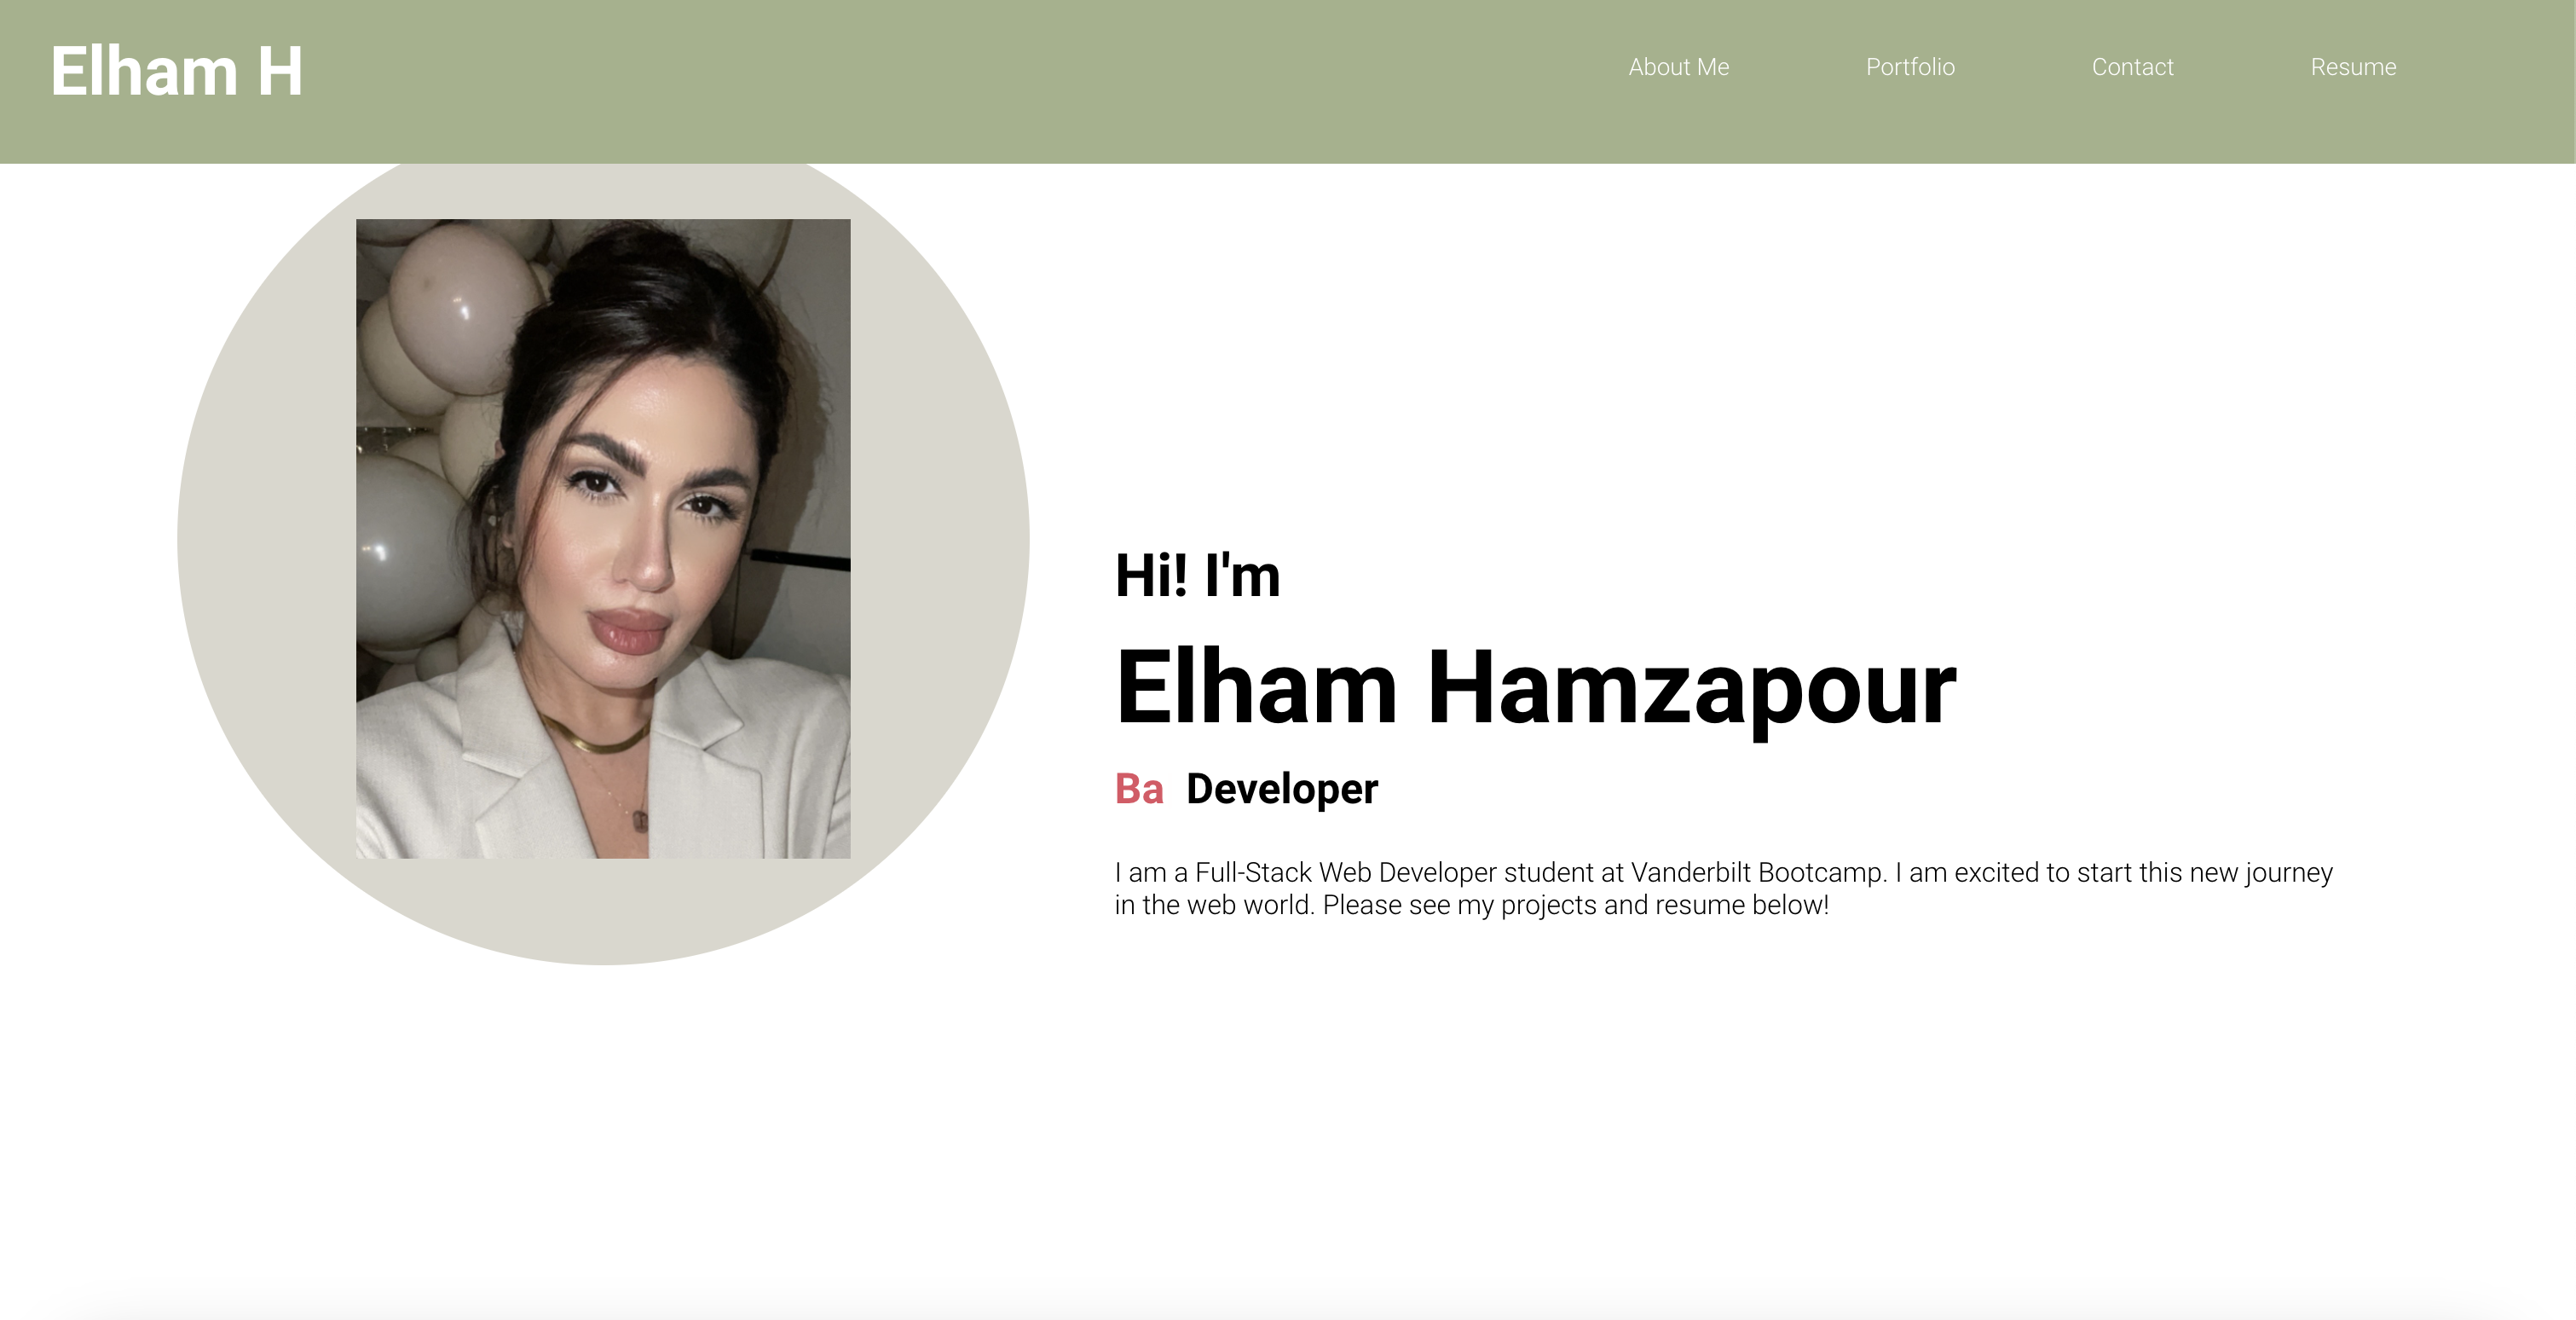 Elham H
About Me Portfolio Contact Resume
Hi! I'm
Elham Hamzapour
Ba Developer
I am a Full-Stack Web Developer student at Vanderbilt Bootcamp. I am excited to start this new journey
in the web world. Please see my projects and resume below!